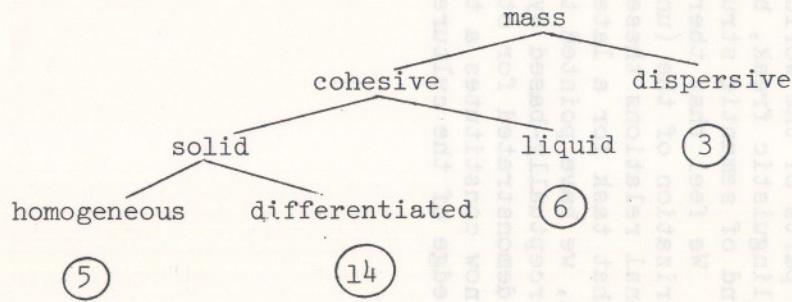 mass
cohesive dispersive
solid liquid 3
homogeneous differentiated 6
5 14